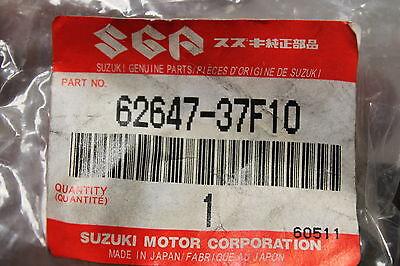 SGP スズキ純正部品
SUZUKI GENUINE PARTS/PIÈCES D'ORIGINE DE SUZUKI
PART NO.
62647-37F10
QUANTITY
(QUANTITÉ)
1
60511
SUZUKI MOTOR CORPORATION
MADE IN JAPAN/FABRIQUÉ AU JAPON